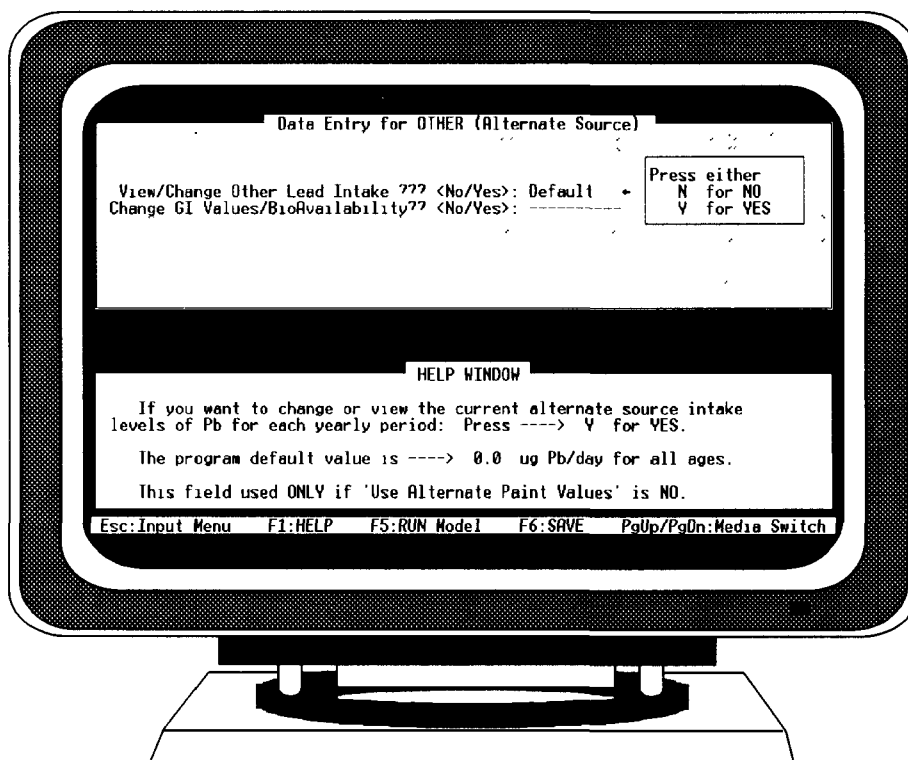 Data Entry for OTHER (Alternate Source)
View/Change Other Lead Intake ??? <No/Yes>: Default ←
Change GI Values/BioAvailability?? <No/Yes>: ----------
Press either
N for NO
Y for YES
HELP WINDOW
If you want to change or view the current alternate source intake
levels of Pb for each yearly period: Press ----> Y for YES.
The program default value is ----> 0.0 ug Pb/day for all ages.
This field used ONLY if 'Use Alternate Paint Values' is NO.
Esc:Input Menu F1:HELP F5:RUN Model F6:SAVE PgUp/PgDn:Media Switch